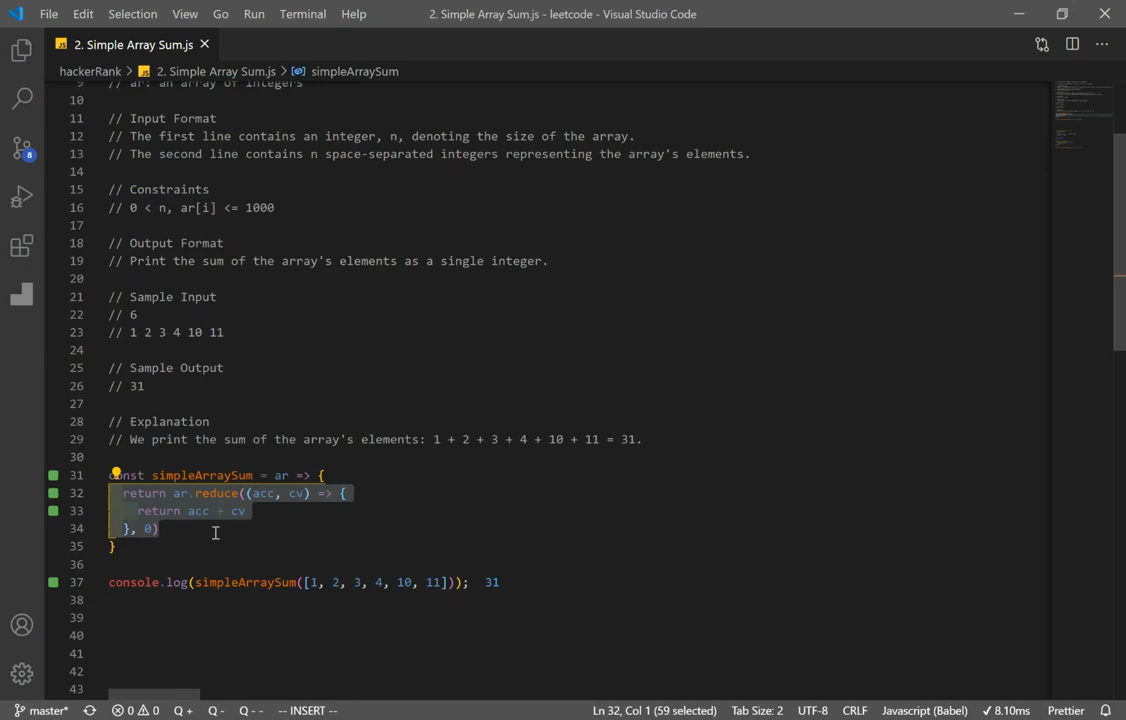 File Edit Selection View Go Run Terminal Help 2. Simple Array Sum.js - leetcode - Visual Studio Code
JS 2. Simple Array Sum.js
hackerRank > JS 2. Simple Array Sum.js > simpleArraySum
9 // ar: an array of integers
10
11 // Input Format
12 // The first line contains an integer, n, denoting the size of the array.
13 // The second line contains n space-separated integers representing the array's elements.
14
15 // Constraints
16 // 0 < n, ar[i] <= 1000
17
18 // Output Format
19 // Print the sum of the array's elements as a single integer.
20
21 // Sample Input
22 // 6
23 // 1 2 3 4 10 11
24
25 // Sample Output
26 // 31
27
28 // Explanation
29 // We print the sum of the array's elements: 1 + 2 + 3 + 4 + 10 + 11 = 31.
30
31 const simpleArraySum = ar => {
32 return ar.reduce((acc, cv) => {
33 return acc + cv
34 }, 0)
35 }
36
37 console.log(simpleArraySum([1, 2, 3, 4, 10, 11])); 31
38
39
40
41
42
43
8
master* 0 0 Q + Q - Q - - -- INSERT -- Ln 32, Col 1 (59 selected) Tab Size: 2 UTF-8 CRLF Javascript (Babel) ✓ 8.10ms Prettier